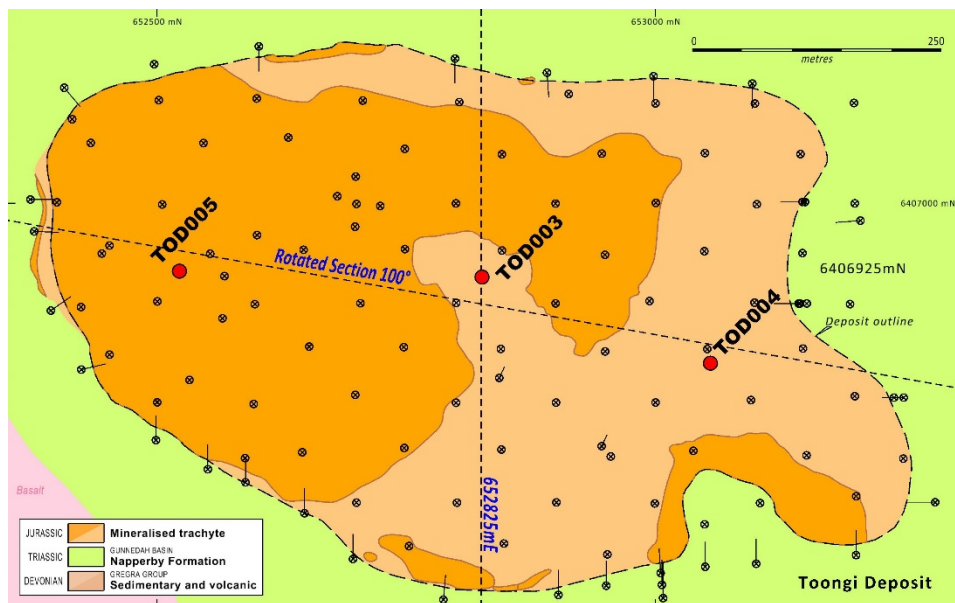 652500 mN
653000 mN
0
250
metres
TOD005
TOD003
6407000 mN
Rotated Section 100°
6406925mN
TOD004
Deposit outline
652825mE
Basalt
JURASSIC
Mineralised trachyte
TRIASSIC
GUNNEDAH BASIN
Napperby Formation
DEVONIAN
GREGRA GROUP
Sedimentary and volcanic
Toongi Deposit